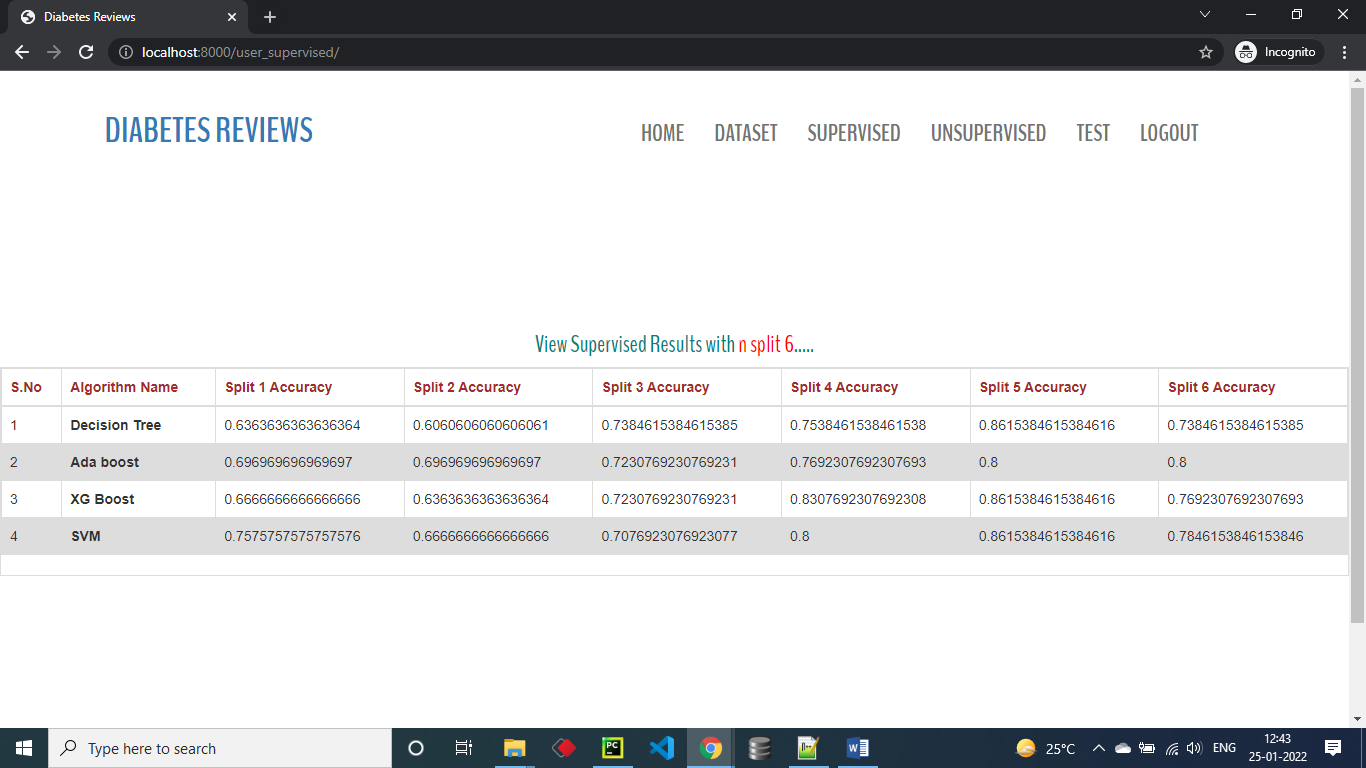 Diabetes Reviews
Incognito
localhost:8000/user_supervised/
DIABETES REVIEWS
HOME DATASET SUPERVISED UNSUPERVISED TEST LOGOUT
View Supervised Results with n split 6.....
S.No Algorithm Name Split 1 Accuracy Split 2 Accuracy Split 3 Accuracy Split 4 Accuracy Split 5 Accuracy Split 6 Accuracy
1 Decision Tree 0.6363636363636364 0.6060606060606061 0.7384615384615385 0.7538461538461538 0.8615384615384616 0.7384615384615385
2 Ada boost 0.696969696969697 0.696969696969697 0.7230769230769231 0.7692307692307693 0.8 0.8
3 XG Boost 0.6666666666666666 0.6363636363636364 0.7230769230769231 0.8307692307692308 0.8615384615384616 0.7692307692307693
4 SVM 0.7575757575757576 0.6666666666666666 0.7076923076923077 0.8 0.8615384615384616 0.7846153846153846
Type here to search
PC
W
25°C
ENG
12:43
25-01-2022